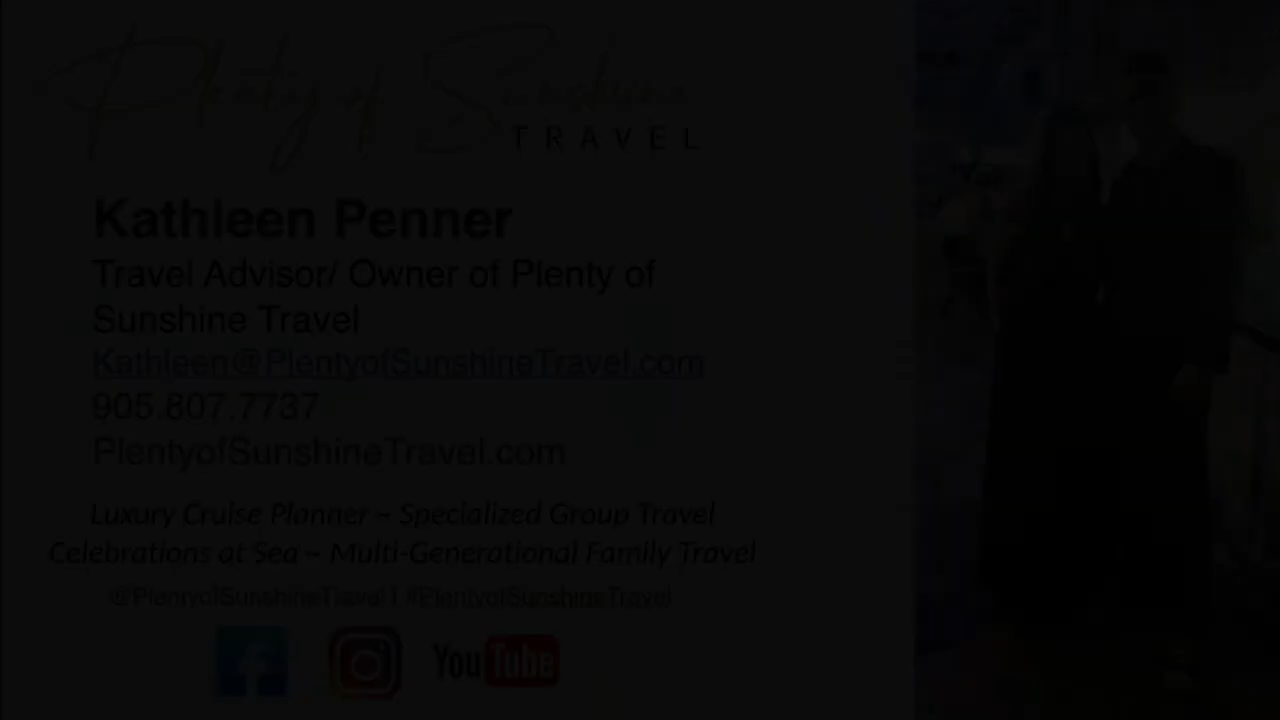 Plenty of Sunshine
TRAVEL
Kathleen Penner
Travel Advisor/ Owner of Plenty of
Sunshine Travel
Kathleen@PlentyofSunshineTravel.com
905.807.7737
PlentyofSunshineTravel.com
Luxury Cruise Planner ~ Specialized Group Travel
Celebrations at Sea ~ Multi-Generational Family Travel
@PlentyofSunshineTravel | #PlentyofSunshineTravel
YouTube